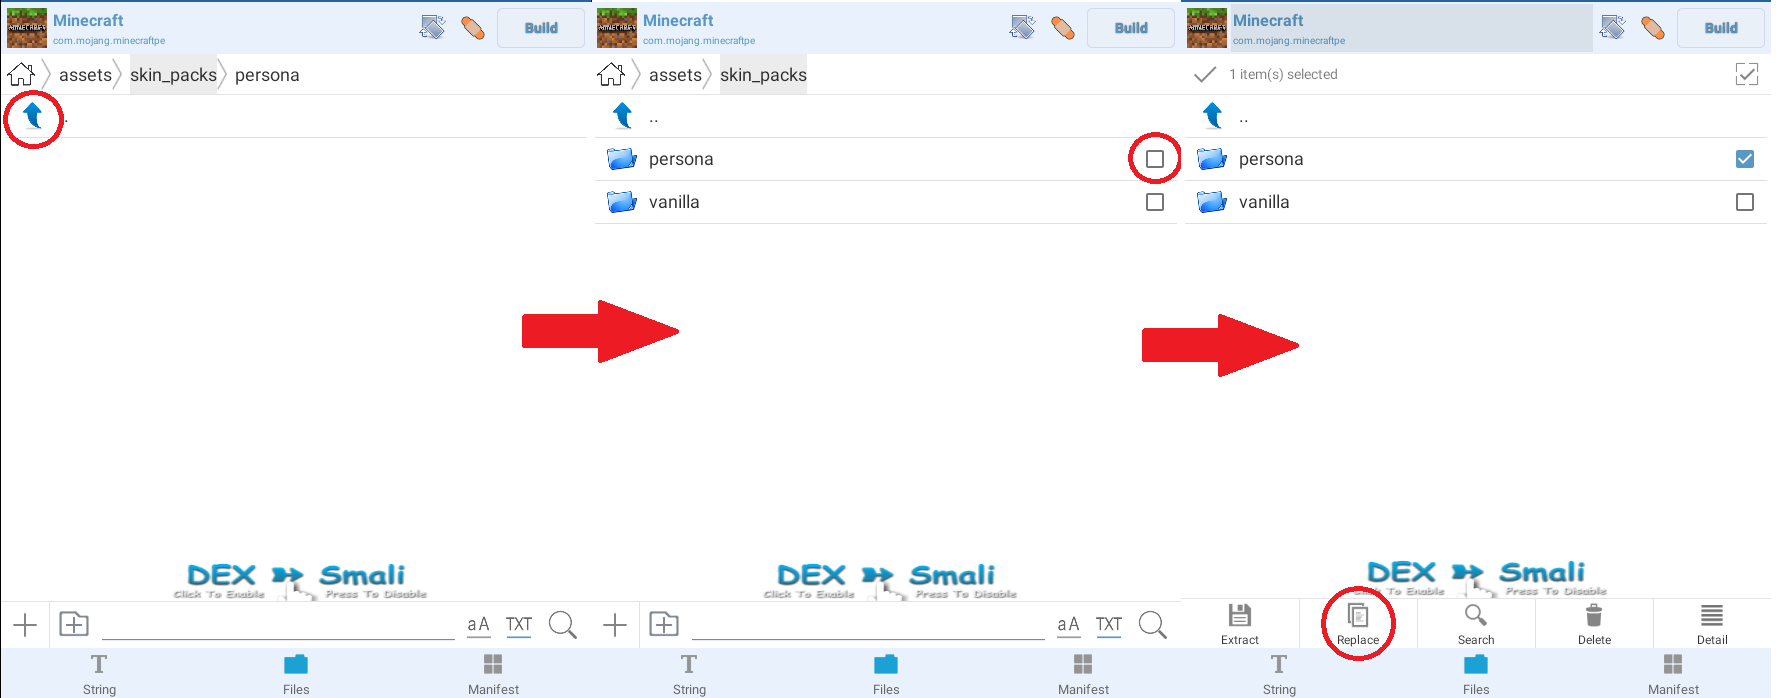 Minecraft
com.mojang.minecraftpe
Build
assets
skin_packs
persona
.
DEX Smali
Click To Enable Press To Disable
aA TXT
String Files Manifest
Minecraft
com.mojang.minecraftpe
Build
assets
skin_packs
..
persona
vanilla
DEX Smali
Click To Enable Press To Disable
aA TXT
String Files Manifest
Minecraft
com.mojang.minecraftpe
Build
1 item(s) selected
..
persona
vanilla
DEX Smali
Click To Enable Press To Disable
Extract Replace Search Delete Detail
String Files Manifest